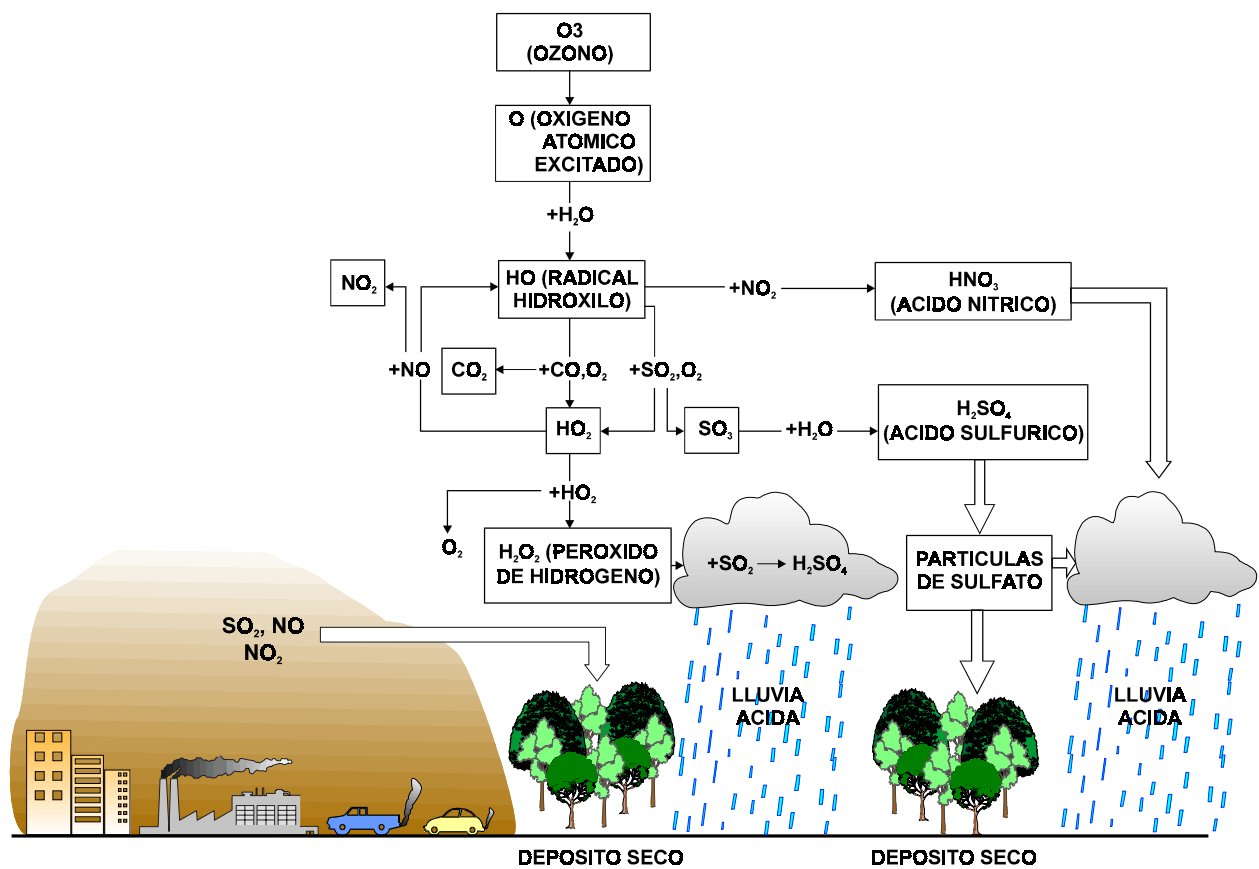 O3
(OZONO)
O (OXIGENO
ATOMICO
EXCITADO)
+H₂O
NO₂
HO (RADICAL
HIDROXILO)
+NO₂
HNO₃
(ACIDO NITRICO)
+NO
CO₂
+CO,O₂
+SO₂,O₂
HO₂
SO₃
+H₂O
H₂SO₄
(ACIDO SULFURICO)
+HO₂
O₂
H₂O₂ (PEROXIDO
DE HIDROGENO)
+SO₂ → H₂SO₄
PARTICULAS
DE SULFATO
SO₂, NO
NO₂
LLUVIA
ACIDA
LLUVIA
ACIDA
DEPOSITO SECO
DEPOSITO SECO